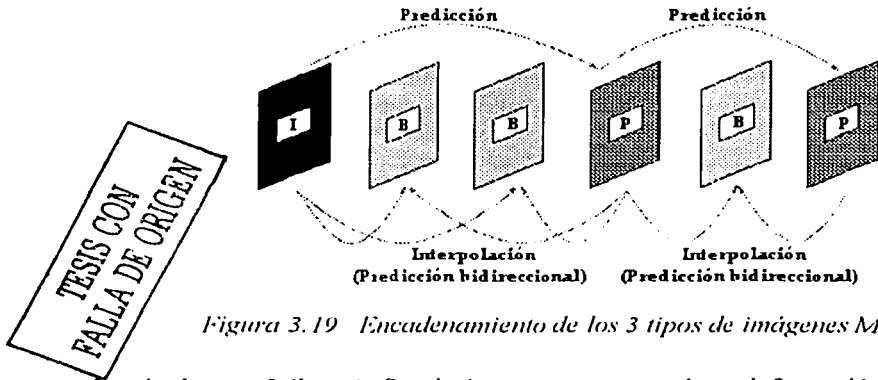 Predicción Predicción
I B B P B P
Interpolación Interpolación
(Predicción bidireccional) (Predicción bidireccional)
TESIS CON
FALLA DE ORIGEN
Figura 3.19 Encadenamiento de los 3 tipos de imágenes M